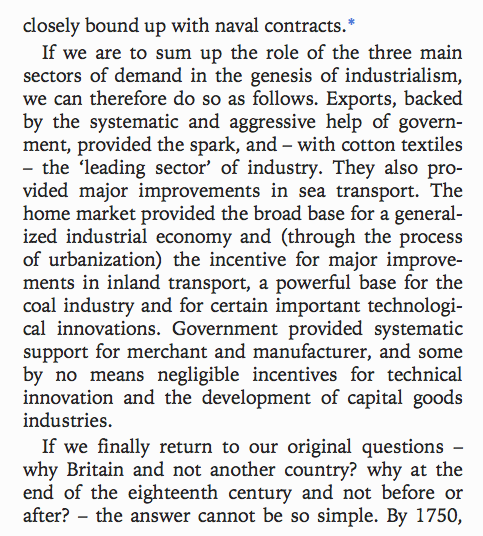 closely bound up with naval contracts.*
If we are to sum up the role of the three main
sectors of demand in the genesis of industrialism,
we can therefore do so as follows. Exports, backed
by the systematic and aggressive help of govern-
ment, provided the spark, and – with cotton textiles
– the ‘leading sector’ of industry. They also pro-
vided major improvements in sea transport. The
home market provided the broad base for a general-
ized industrial economy and (through the process
of urbanization) the incentive for major improve-
ments in inland transport, a powerful base for the
coal industry and for certain important technologi-
cal innovations. Government provided systematic
support for merchant and manufacturer, and some
by no means negligible incentives for technical
innovation and the development of capital goods
industries.
If we finally return to our original questions –
why Britain and not another country? why at the
end of the eighteenth century and not before or
after? – the answer cannot be so simple. By 1750,